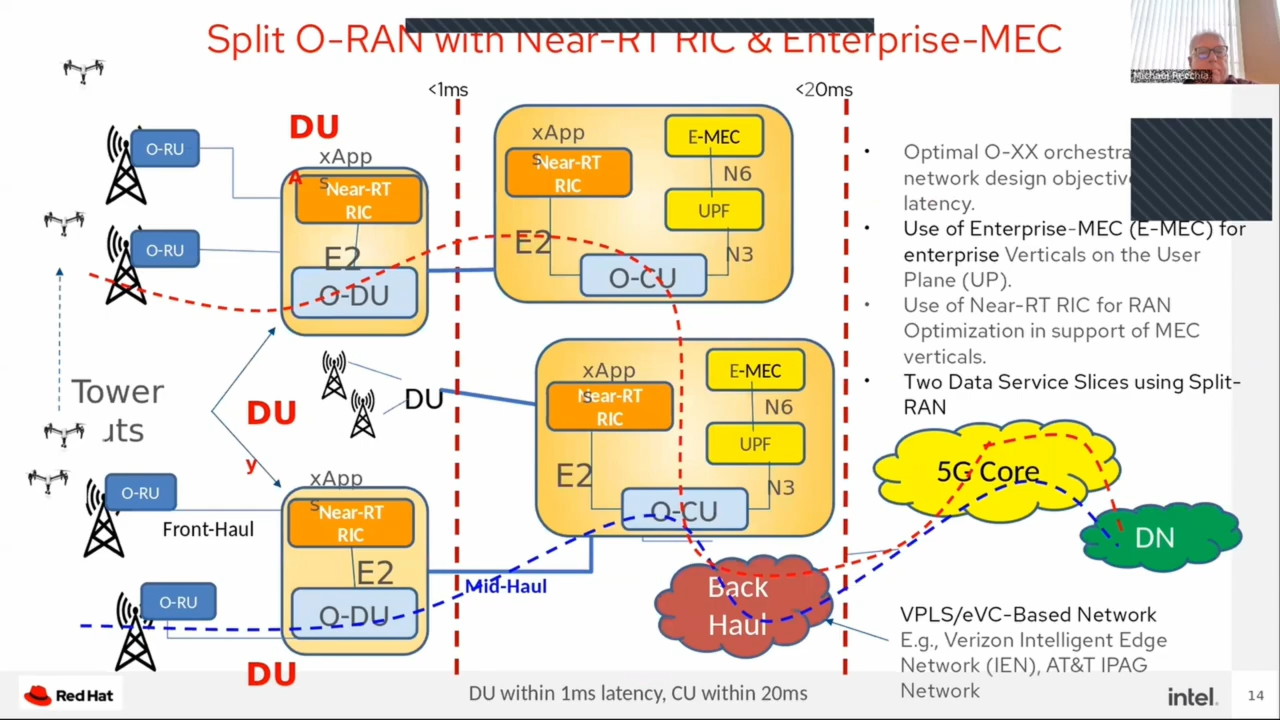 Split O-RAN with Near-RT RIC & Enterprise-MEC
Michael Recchia
<1ms
<20ms
DU
xApp
s
A
Near-RT
RIC
E2
O-DU
O-RU
O-RU
xApp
s
Near-RT
RIC
E2
O-CU
E-MEC
N6
UPF
N3
Tower
uts
DU
y
DU
xApp
s
Near-RT
RIC
E2
O-CU
E-MEC
N6
UPF
N3
O-RU
Front-Haul
O-RU
xApp
s
Near-RT
RIC
E2
O-DU
DU
Mid-Haul
Back
Haul
• Optimal O-XX orchestra
network design objectiv
latency.
• Use of Enterprise-MEC (E-MEC) for
enterprise Verticals on the User
Plane (UP).
• Use of Near-RT RIC for RAN
Optimization in support of MEC
verticals.
• Two Data Service Slices using Split-
RAN
5G Core
DN
VPLS/eVC-Based Network
E.g., Verizon Intelligent Edge
Network (IEN), AT&T IPAG
Network
Red Hat
DU within 1ms latency, CU within 20ms
intel.
14